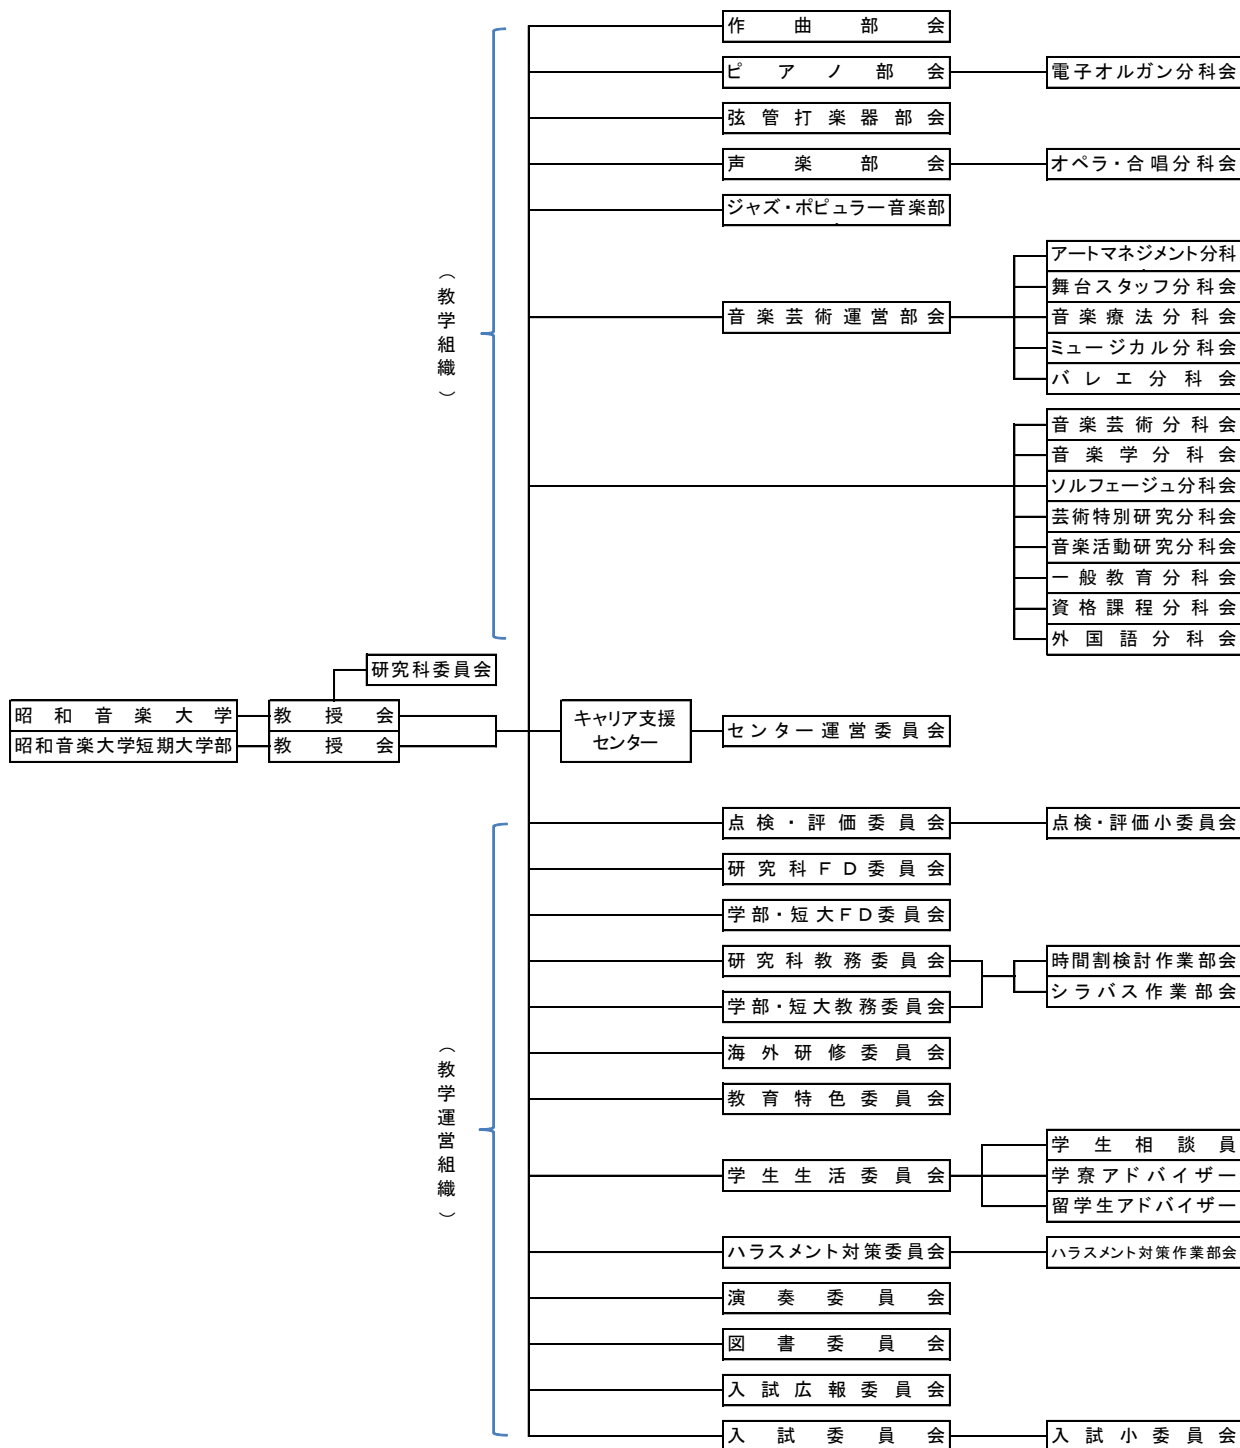 作曲部会
ピアノ部会
電子オルガン分科会
弦管打楽器部会
声楽部会
オペラ・合唱分科会
ジャズ・ポピュラー音楽部
（教学組織）
アートマネジメント分科
舞台スタッフ分科会
音楽芸術運営部会
音楽療法分科会
ミュージカル分科会
バレエ分科会
音楽芸術分科会
音楽学分科会
ソルフェージュ分科会
芸術特別研究分科会
音楽活動研究分科会
一般教育分科会
資格課程分科会
外国語分科会
研究科委員会
昭和音楽大学
教授会
昭和音楽大学短期大学部
教授会
キャリア支援
センター
センター運営委員会
（教学運営組織）
点検・評価委員会
点検・評価小委員会
研究科ＦＤ委員会
学部・短大ＦＤ委員会
研究科教務委員会
時間割検討作業部会
シラバス作業部会
学部・短大教務委員会
海外研修委員会
教育特色委員会
学生相談員
学生生活委員会
学寮アドバイザー
留学生アドバイザー
ハラスメント対策委員会
ハラスメント対策作業部会
演奏委員会
図書委員会
入試広報委員会
入試委員会
入試小委員会